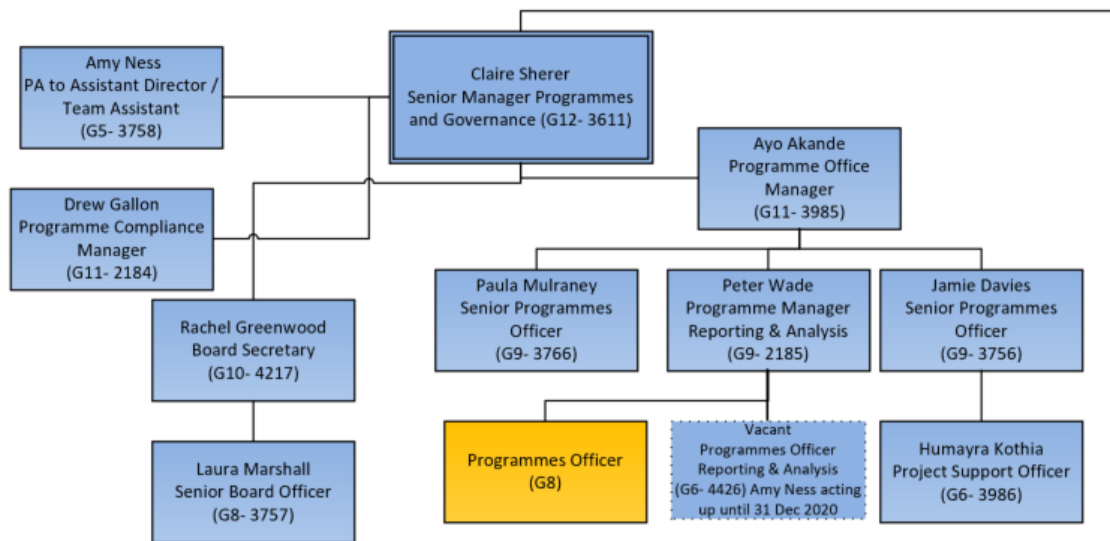 Amy Ness
PA to Assistant Director /
Team Assistant
(G5- 3758)
Claire Sherer
Senior Manager Programmes
and Governance (G12- 3611)
Ayo Akande
Programme Office
Manager
(G11- 3985)
Drew Gallon
Programme Compliance
Manager
(G11- 2184)
Paula Mulraney
Senior Programmes
Officer
(G9- 3766)
Peter Wade
Programme Manager
Reporting & Analysis
(G9- 2185)
Jamie Davies
Senior Programmes
Officer
(G9- 3756)
Rachel Greenwood
Board Secretary
(G10- 4217)
Laura Marshall
Senior Board Officer
(G8- 3757)
Programmes Officer
(G8)
Vacant
Programmes Officer
Reporting & Analysis
(G6- 4426) Amy Ness acting
up until 31 Dec 2020
Humayra Kothia
Project Support Officer
(G6- 3986)